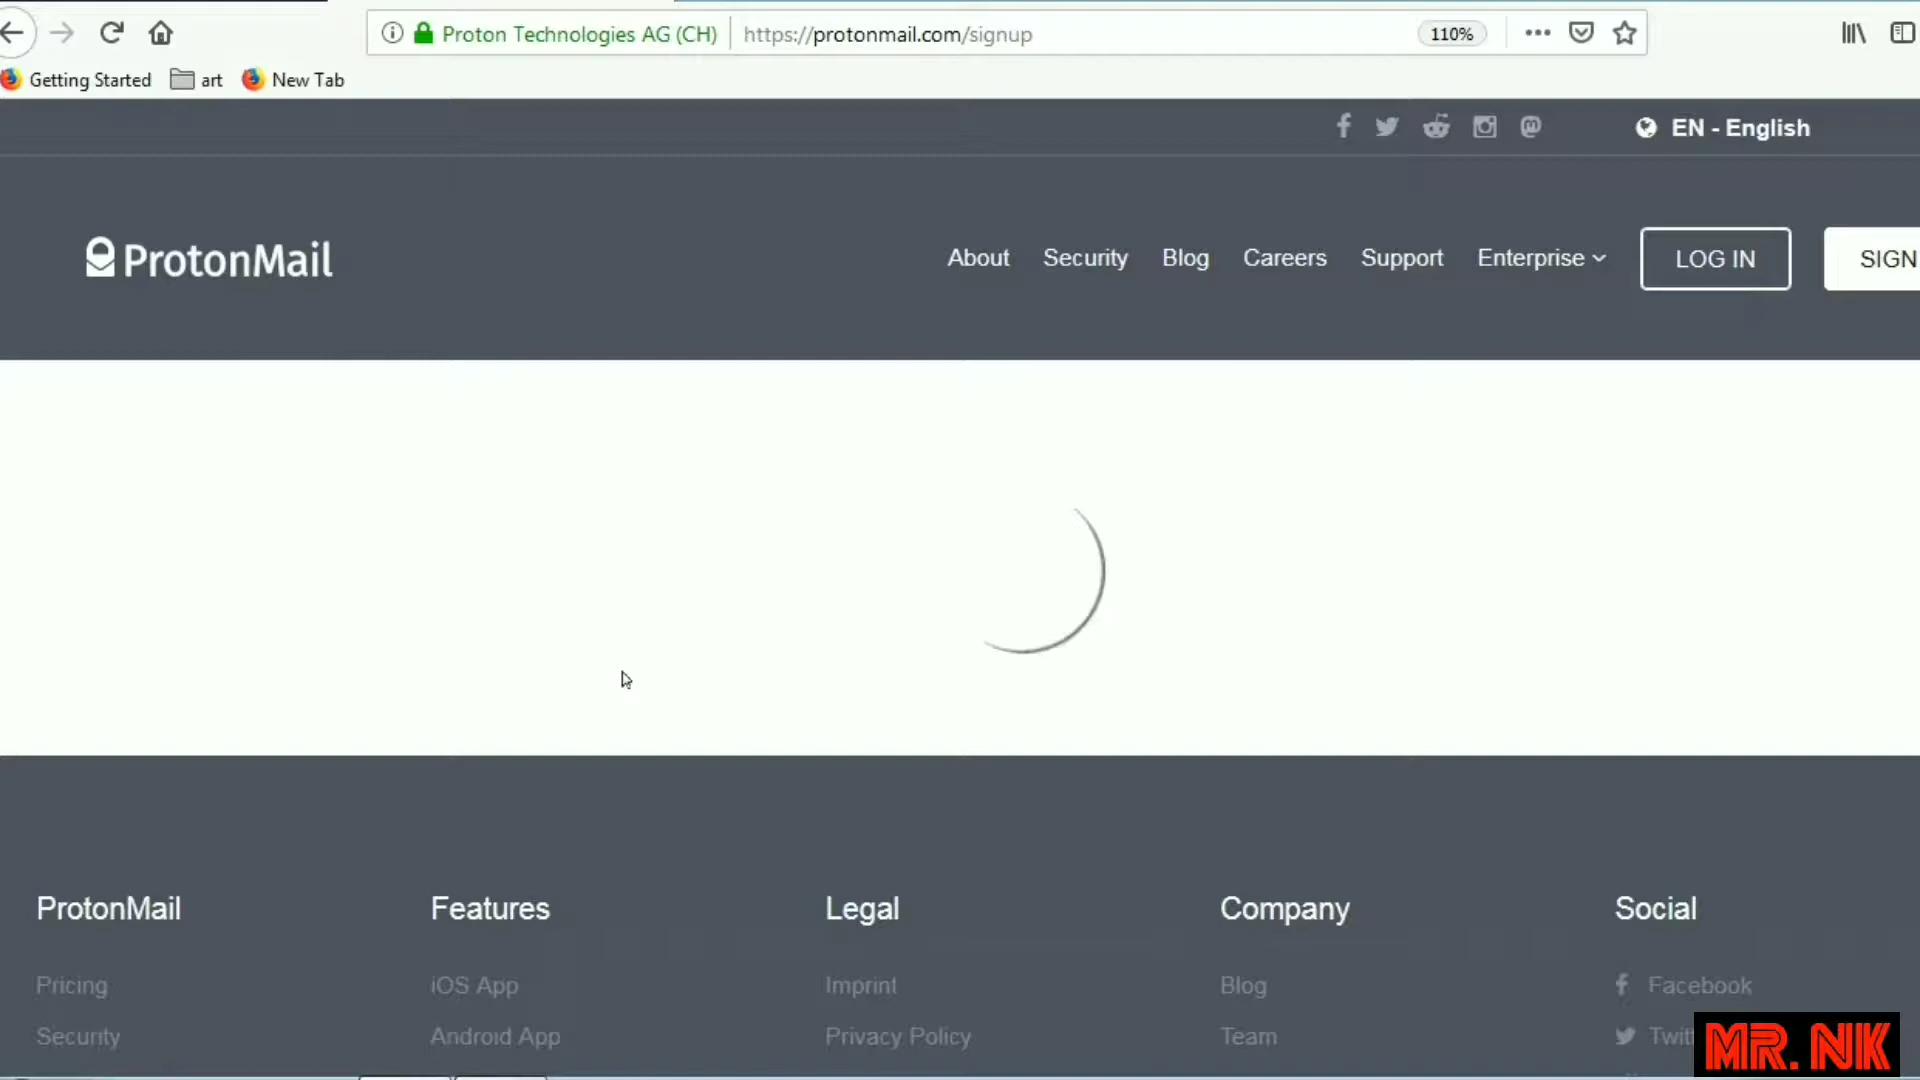 Proton Technologies AG (CH)
https://protonmail.com/signup
110%
Getting Started
art
New Tab
EN - English
ProtonMail
About
Security
Blog
Careers
Support
Enterprise
LOG IN
SIGN
ProtonMail
Features
Legal
Company
Social
Pricing
iOS App
Imprint
Blog
Facebook
Security
Android App
Privacy Policy
Team
Twitt
MR. NK